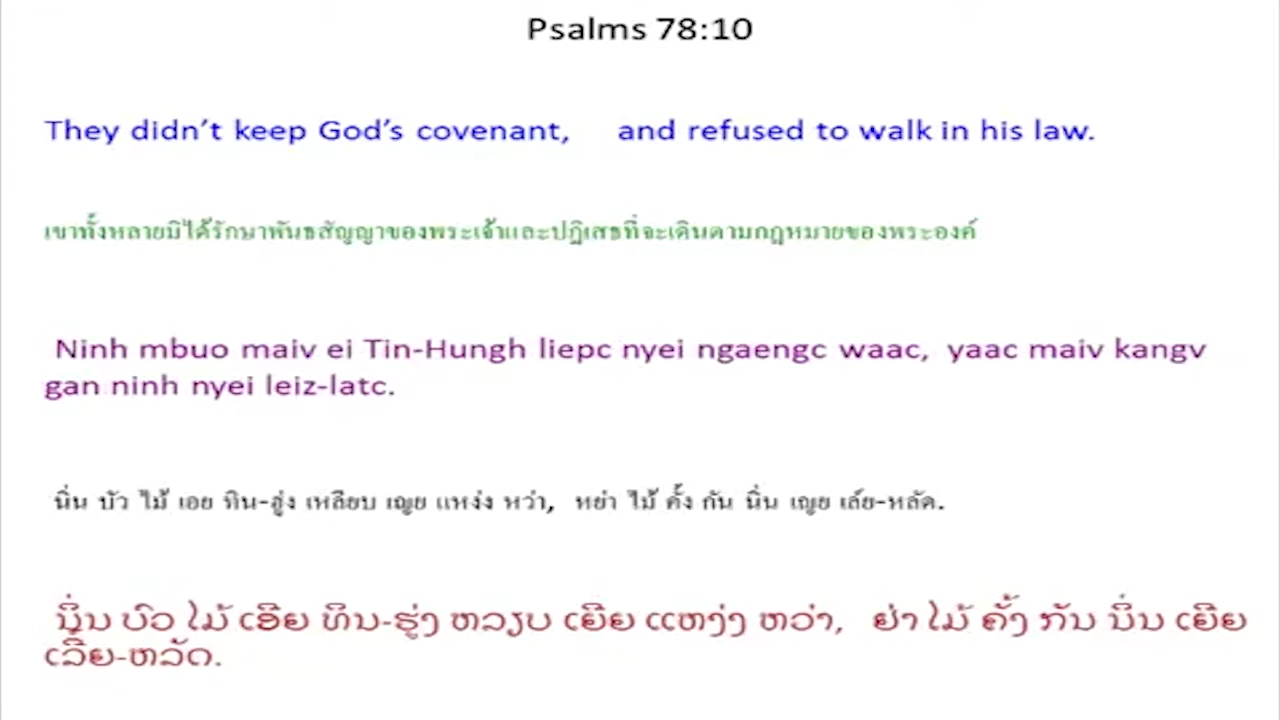 Psalms 78:10
They didn’t keep God’s covenant, and refused to walk in his law.
เขาทั้งหลายมิได้รักษาพันธสัญญาของพระเจ้าและปฏิเสธที่จะเดินตามกฎหมายของพระองค์
Ninh mbuo maiv ei Tin-Hungh liepc nyei ngaengc waac, yaac maiv kangv
gan ninh nyei leiz-latc.
นิ่น บัว ไม้ เอย ทิน-ฮู่ง เหลียบ เญย แหง่ง หว่า, หย่า ไม้ คั้ง กัน นิ่น เญย เล์ย-หลัด.
ນິ່ນ ບົວ ໄມ້ ເອີຍ ທິນ-ຮູ່ງ ຫລຽບ ເຍີຍ ແຫງ່ງ ຫວ່າ, ຢ່າ ໄມ້ ຄັ້ງ ກັນ ນິ່ນ ເຍີຍ
ເລີ້ຍ-ຫລັດ.